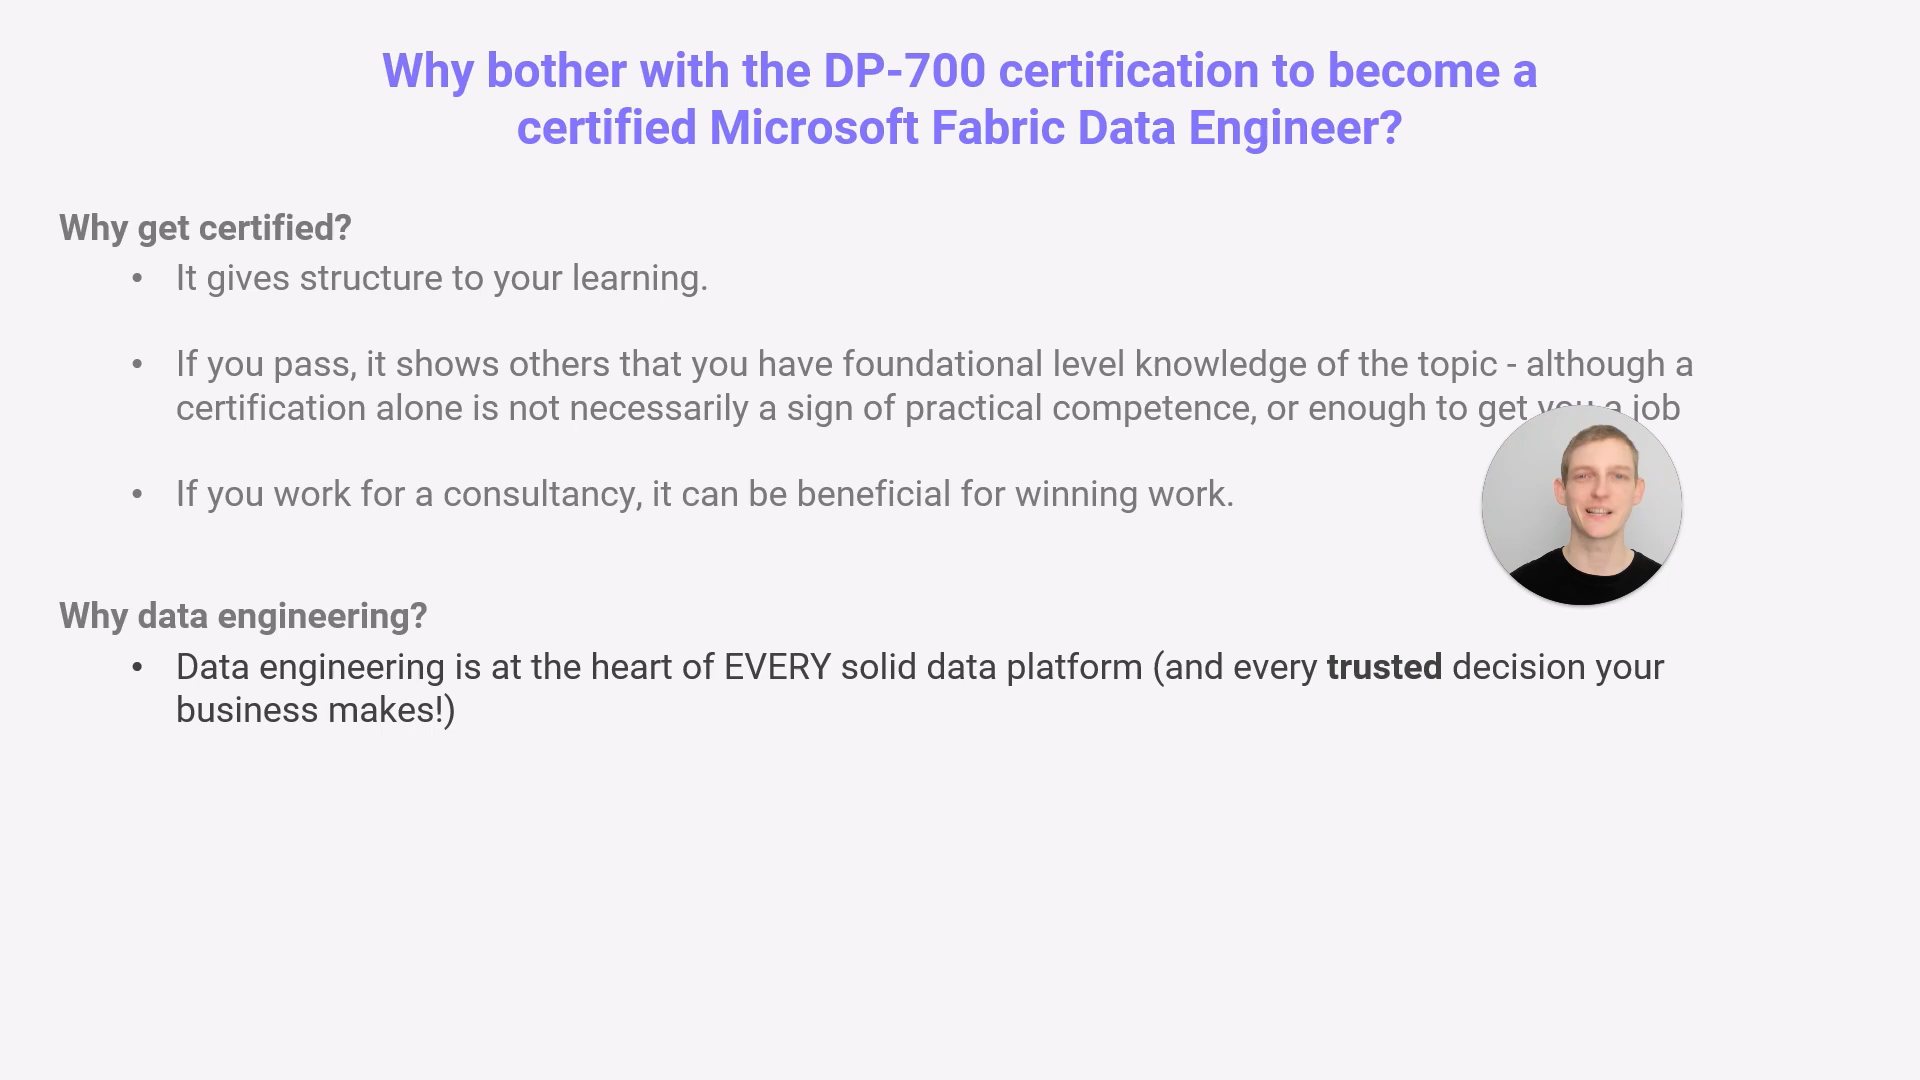 Why bother with the DP-700 certification to become a
certified Microsoft Fabric Data Engineer?
Why get certified?
• It gives structure to your learning.
• If you pass, it shows others that you have foundational level knowledge of the topic - although a
certification alone is not necessarily a sign of practical competence, or enough to get you a job
• If you work for a consultancy, it can be beneficial for winning work.
Why data engineering?
• Data engineering is at the heart of EVERY solid data platform (and every trusted decision your
business makes!)